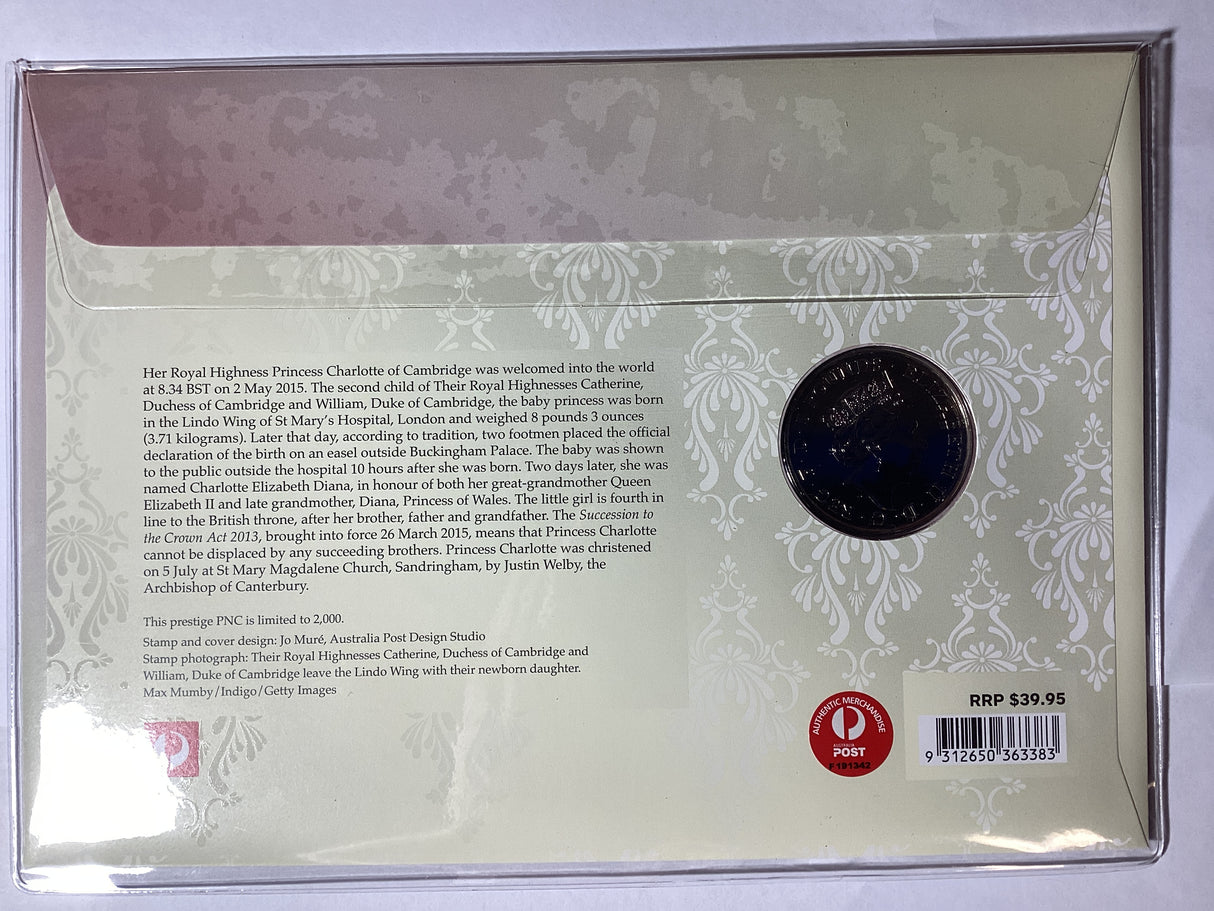 Her Royal Highness Princess Charlotte of Cambridge was welcomed into the world
at 8.34 BST on 2 May 2015. The second child of Their Royal Highnesses Catherine,
Duchess of Cambridge and William, Duke of Cambridge, the baby princess was born
in the Lindo Wing of St Mary's Hospital, London and weighed 8 pounds 3 ounces
(3.71 kilograms). Later that day, according to tradition, two footmen placed the official
declaration of the birth on an easel outside Buckingham Palace. The baby was shown
to the public outside the hospital 10 hours after she was born. Two days later, she was
named Charlotte Elizabeth Diana, in honour of both her great-grandmother Queen
Elizabeth II and late grandmother, Diana, Princess of Wales. The little girl is fourth in
line to the British throne, after her brother, father and grandfather. The Succession to
the Crown Act 2013, brought into force 26 March 2015, means that Princess Charlotte
cannot be displaced by any succeeding brothers. Princess Charlotte was christened
on 5 July at St Mary Magdalene Church, Sandringham, by Justin Welby, the
Archbishop of Canterbury.
This prestige PNC is limited to 2,000.
Stamp and cover design: Jo Muré, Australia Post Design Studio
Stamp photograph: Their Royal Highnesses Catherine, Duchess of Cambridge and
William, Duke of Cambridge leave the Lindo Wing with their newborn daughter.
Max Mumby/Indigo/Getty Images
AUTHENTIC MERCHANDISE
AUSTRALIA
POST
F191342
RRP $39.95
9 312650 363383